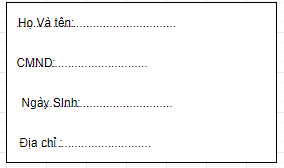 Họ Và tên:................................
CMND:............................
Ngày SInh:............................
Địa chỉ :...........................